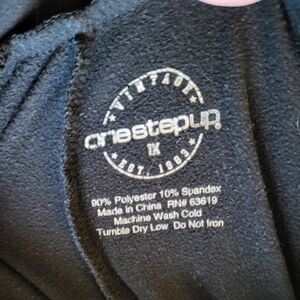 VINTAGE
onestepup
1X
EST. 1993
90% Polyester 10% Spandex
Made in China RN# 63619
Machine Wash Cold
Tumble Dry Low Do Not Iron